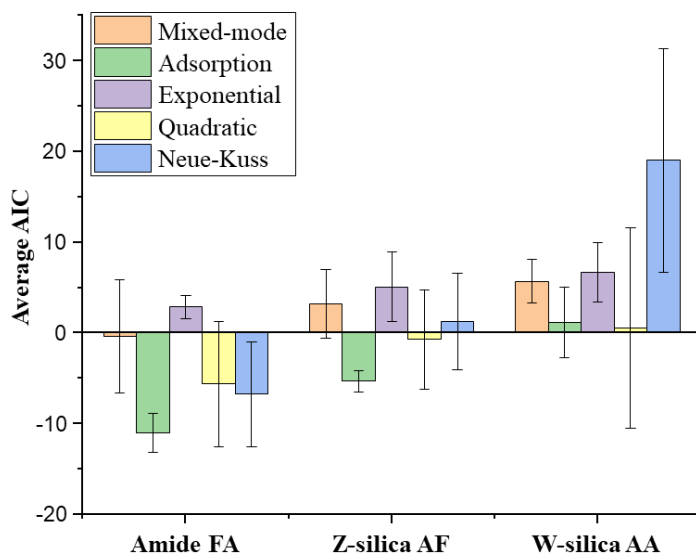 Mixed-mode
Adsorption
Exponential
Quadratic
Neue-Kuss
Average AIC
30
20
10
0
-10
-20
Amide FA
Z-silica AF
W-silica AA